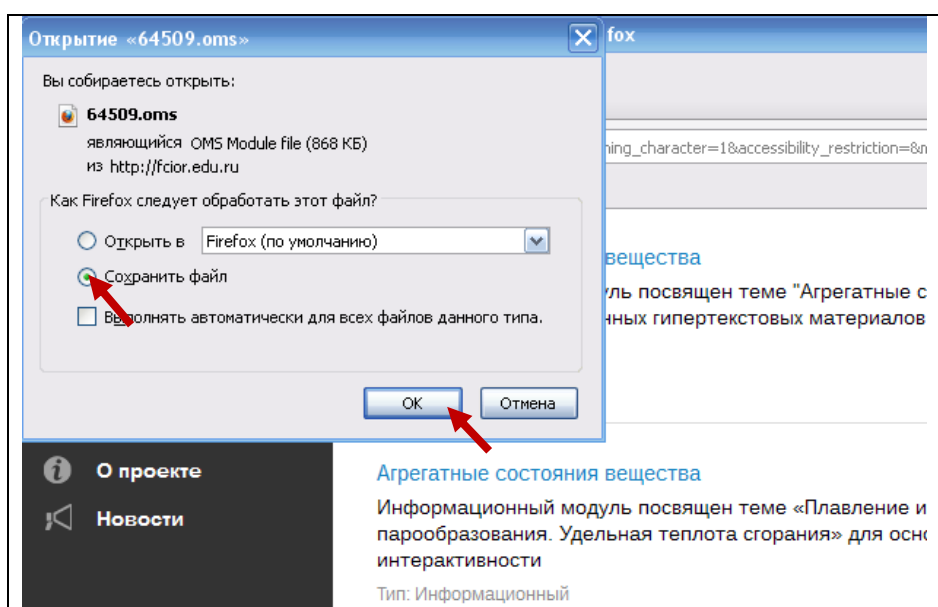 Открытие «64509.oms»
fox
Вы собираетесь открыть:
64509.oms
являющийся OMS Module file (868 КБ)
из http://fcior.edu.ru
ning_character=1&accessibility_restriction=&n
Как Firefox следует обработать этот файл?
Открыть в Firefox (по умолчанию)
Сохранить файл
Выполнять автоматически для всех файлов данного типа.
вещества
уль посвящен теме "Агрегатные с
нных гипертекстовых материалов
OK
Отмена
О проекте
Новости
Агрегатные состояния вещества
Информационный модуль посвящен теме «Плавление и
парообразования. Удельная теплота сгорания» для осно
интерактивности
Тип: Информационный